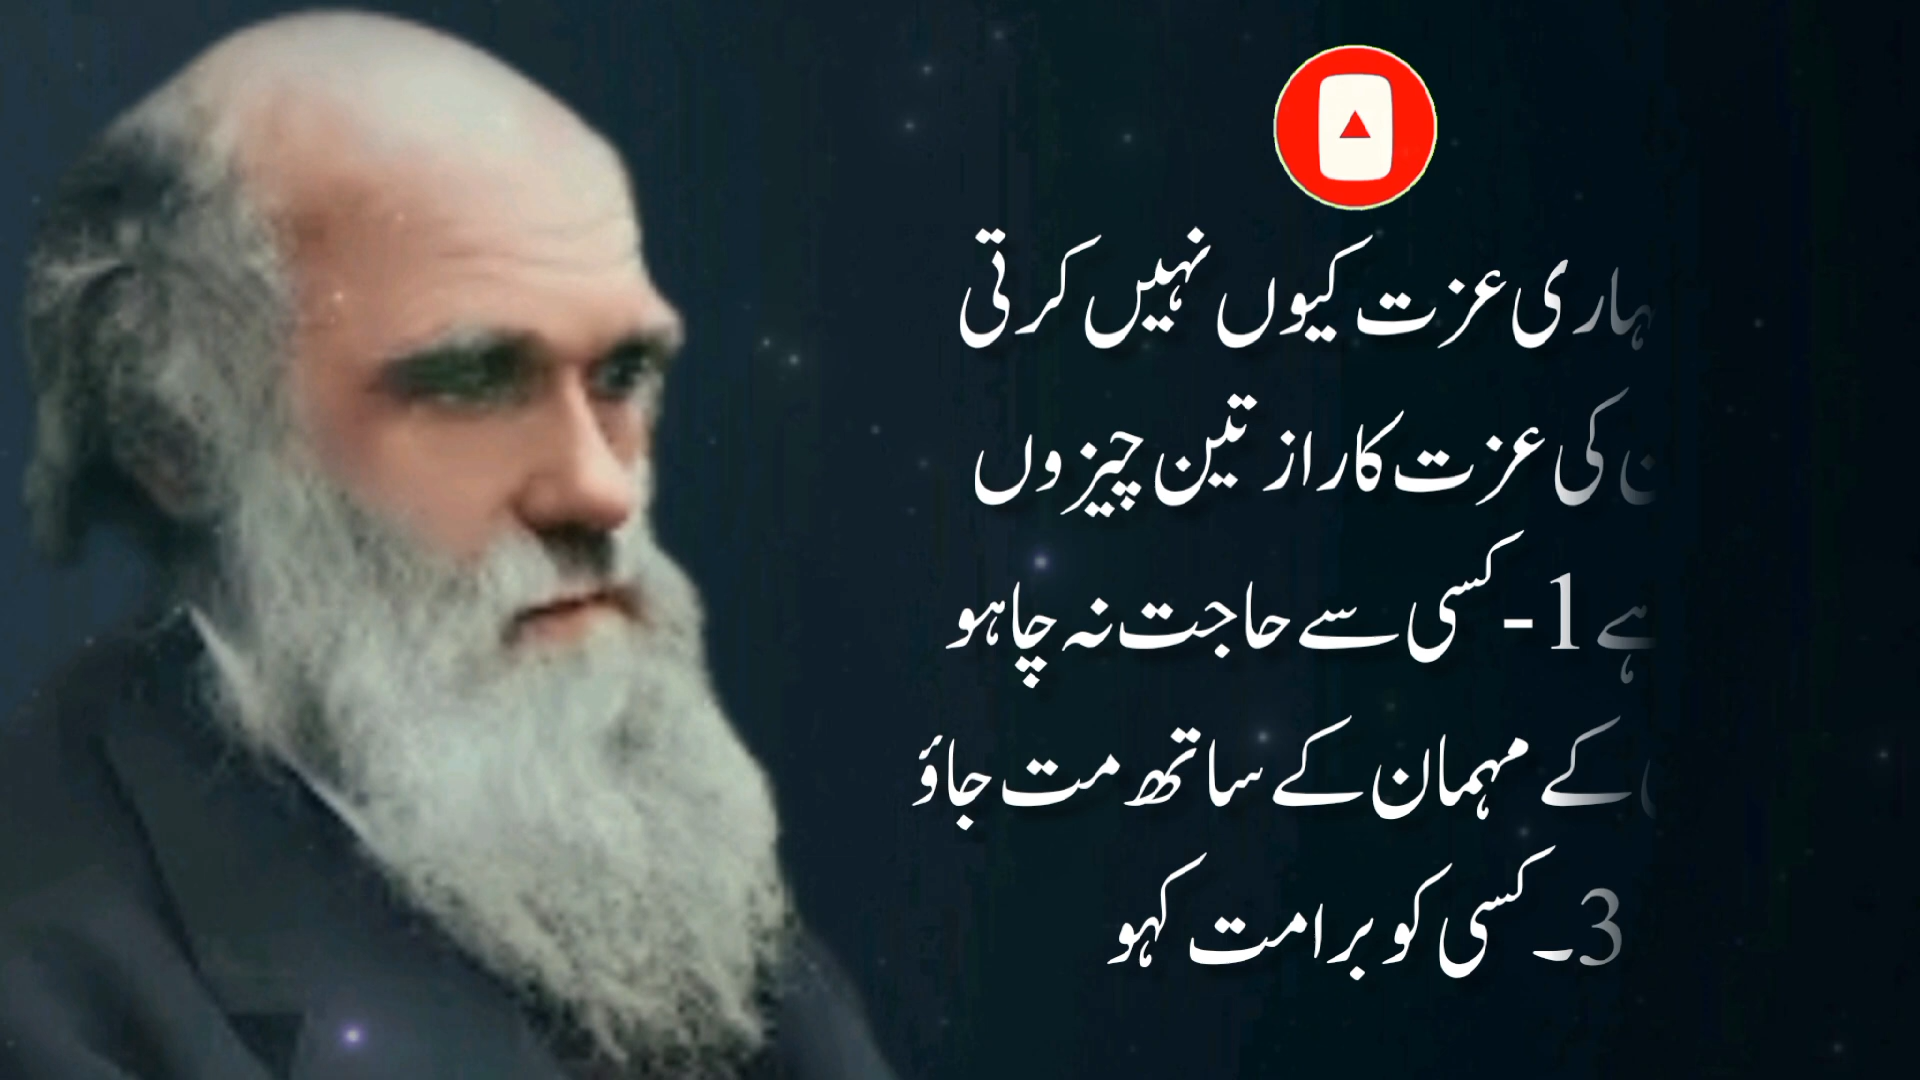 ہاری عزت کیوں نہیں کرتی
کی عزت کا راز تین چیزوں
ہے 1-کسی سے حاجت نہ چاہو
کے مہمان کے ساتھ مت جاؤ
3۔کسی کو برا مت کہو